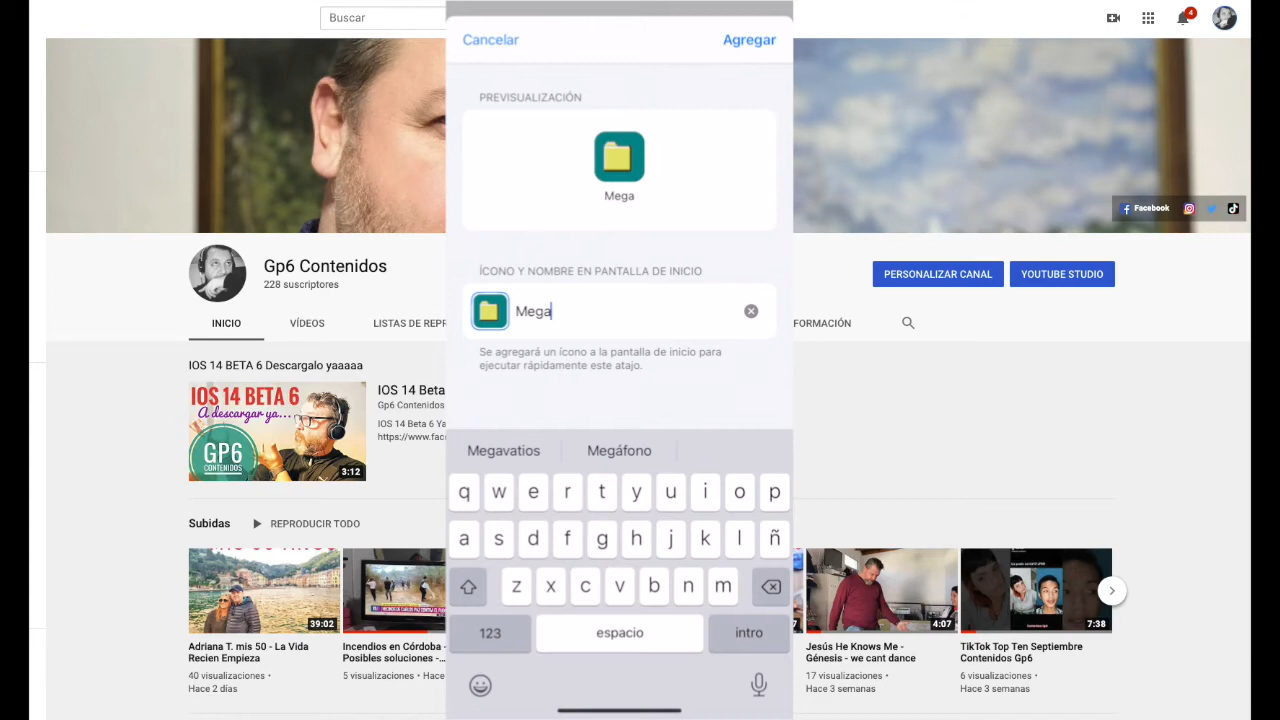 Buscar
4
Cancelar
Agregar
PREVISUALIZACIÓN
Mega
Facebook
ÍCONO Y NOMBRE EN PANTALLA DE INICIO
Mega
Se agregará un ícono a la pantalla de inicio para
ejecutar rápidamente este atajo.
Gp6 Contenidos
228 suscriptores
PERSONALIZAR CANAL
YOUTUBE STUDIO
INICIO
VÍDEOS
LISTAS DE REPR
FORMACIÓN
IOS 14 BETA 6 Descargalo yaaaaa
IOS 14 BETA 6
A descargar ya...
GP6
CONTENIDOS
3:12
IOS 14 Beta
Gp6 Contenidos
IOS 14 Beta 6 Ya
https://www.fac
Megavatios
Megáfono
q w e r t y u i o p
a s d f g h j k l ñ
z x c v b n m
123
espacio
intro
Subidas
REPRODUCIR TODO
39:02
4:07
7:38
Adriana T. mis 50 - La Vida
Recien Empieza
40 visualizaciones •
Hace 2 días
Incendios en Córdoba -
Posibles soluciones -...
5 visualizaciones • Hace
Jesús He Knows Me -
Génesis - we cant dance
17 visualizaciones •
Hace 3 semanas
TikTok Top Ten Septiembre
Contenidos Gp6
6 visualizaciones •
Hace 3 semanas